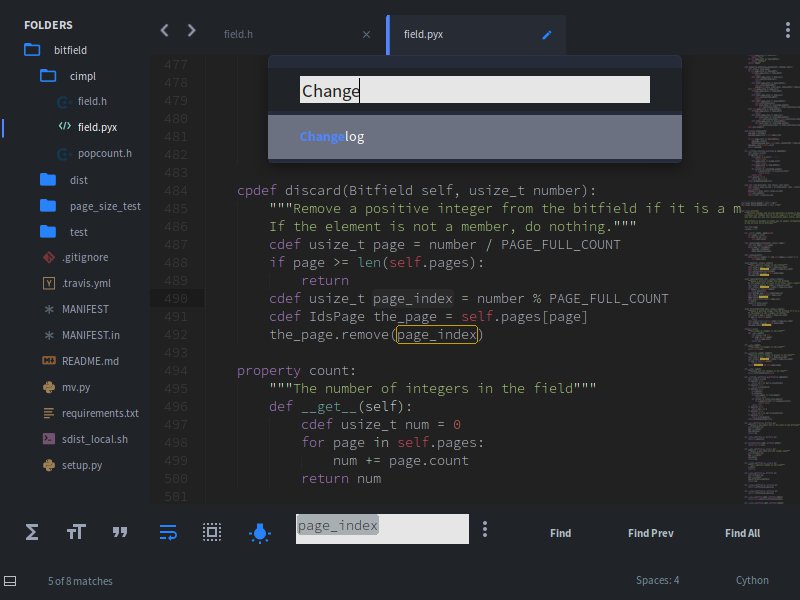 FOLDERS
bitfield
cimpl
field.h
field.pyx
popcount.h
dist
page_size_test
test
.gitignore
.travis.yml
MANIFEST
MANIFEST.in
README.md
mv.py
requirements.txt
sdist_local.sh
setup.py
field.h
field.pyx
Change
Changelog
477
478
479
480
481
482
483
484 cpdef discard(Bitfield self, usize_t number):
485 """Remove a positive integer from the bitfield if it is a m
486 If the element is not a member, do nothing."""
487 cdef usize_t page = number / PAGE_FULL_COUNT
488 if page >= len(self.pages):
489 return
490 cdef usize_t page_index = number % PAGE_FULL_COUNT
491 cdef IdsPage the_page = self.pages[page]
492 the_page.remove(page_index)
493
494 property count:
495 """The number of integers in the field"""
496 def __get__(self):
497 cdef usize_t num = 0
498 for page in self.pages:
499 num += page.count
500 return num
501
page_index
Find
Find Prev
Find All
5 of 8 matches
Spaces: 4
Cython